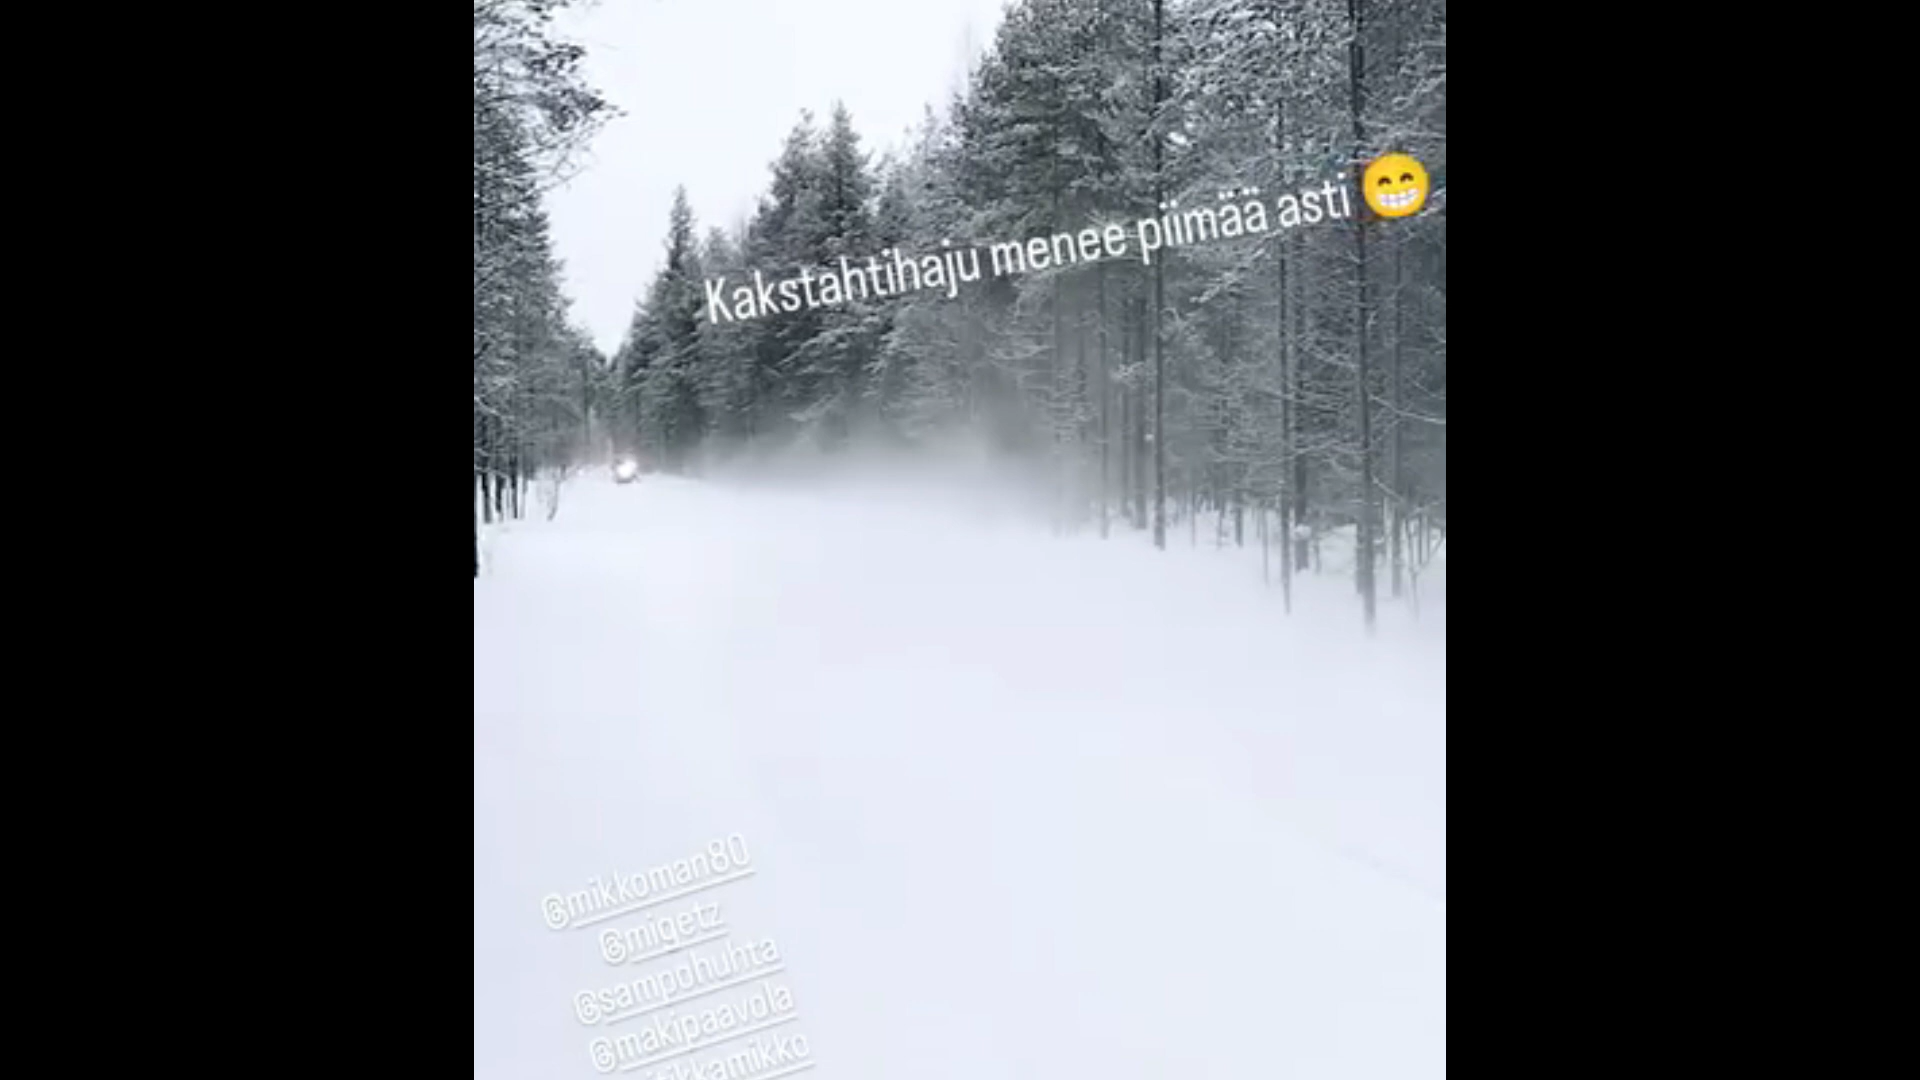 Kakstahtihaju menee piimää asti 😁
@mikkoman80
@migetz
@sampohuhta
@makipaavola